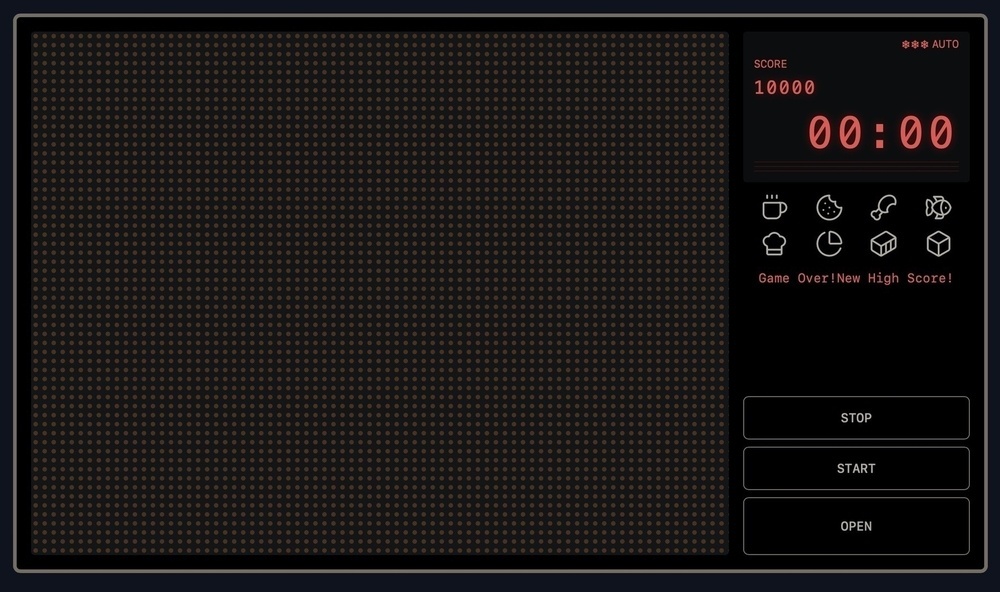 ❄❄❄ AUTO
SCORE
10000
00:00
Game Over!New High Score!
STOP
START
OPEN